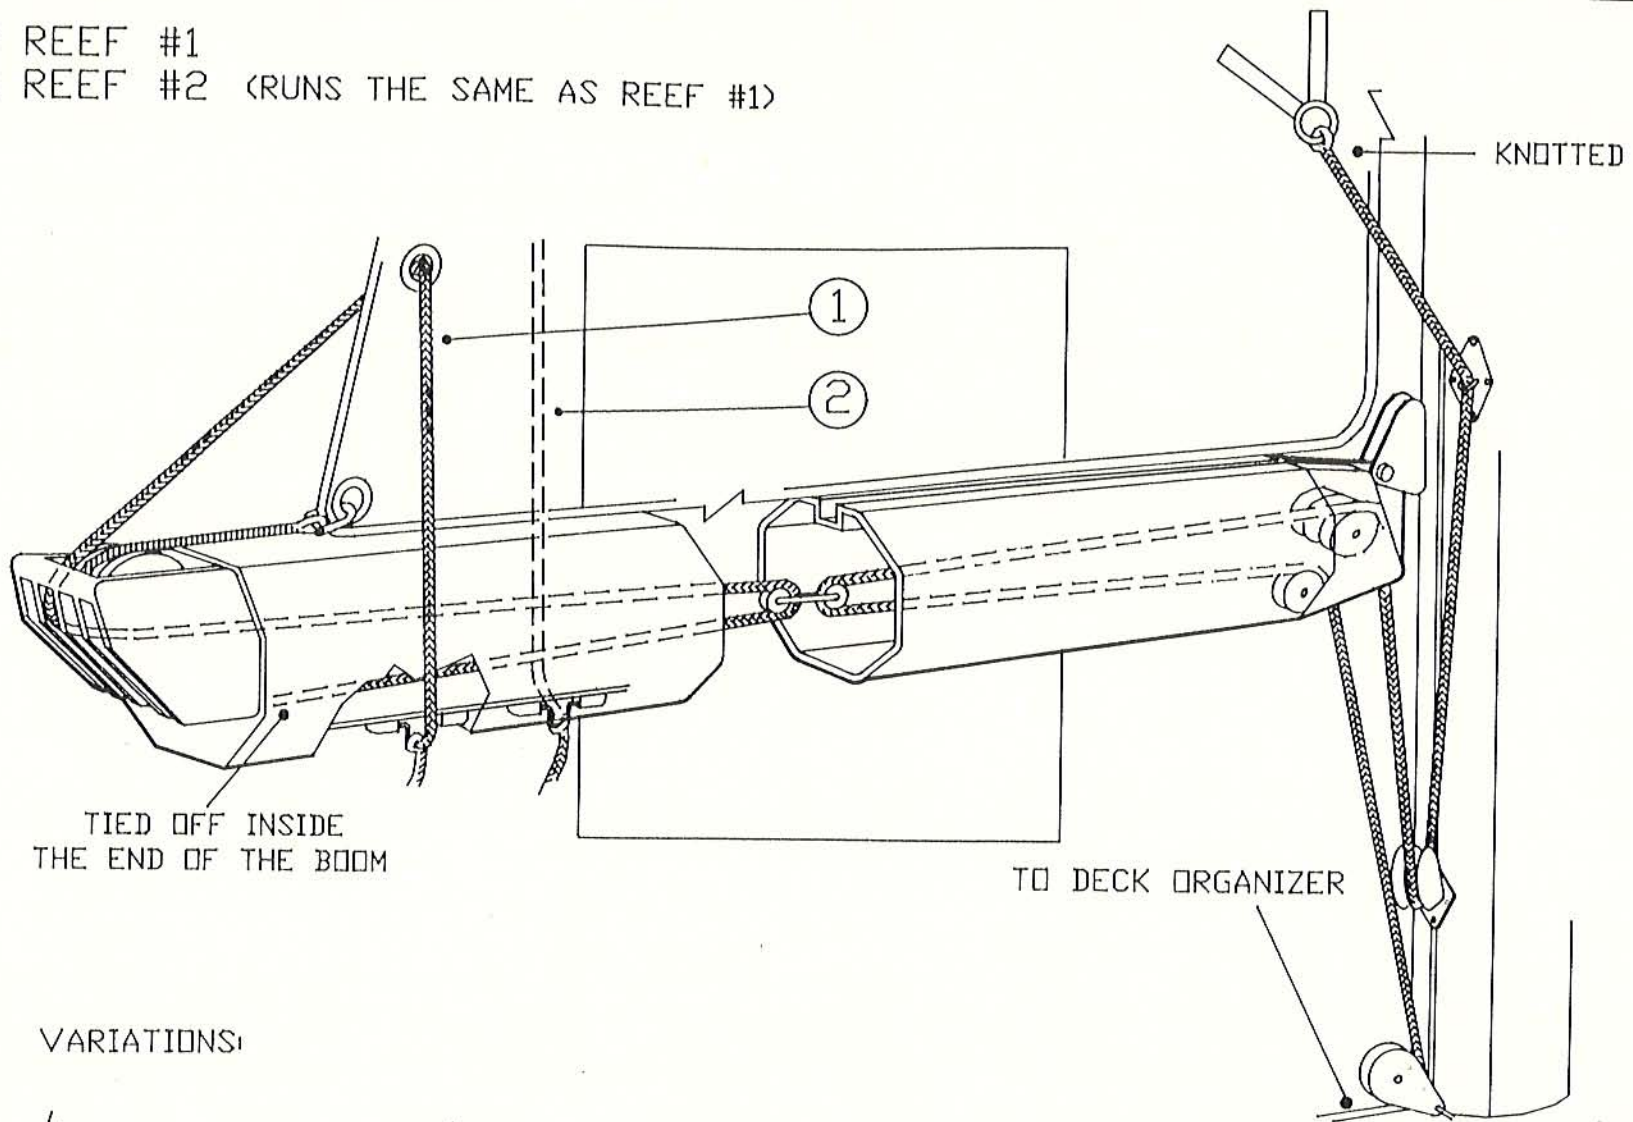 REEF #1
REEF #2 (RUNS THE SAME AS REEF #1)
KNOTTED
1
2
TIED OFF INSIDE
THE END OF THE BOOM
TO DECK ORGANIZER
VARIATIONS: